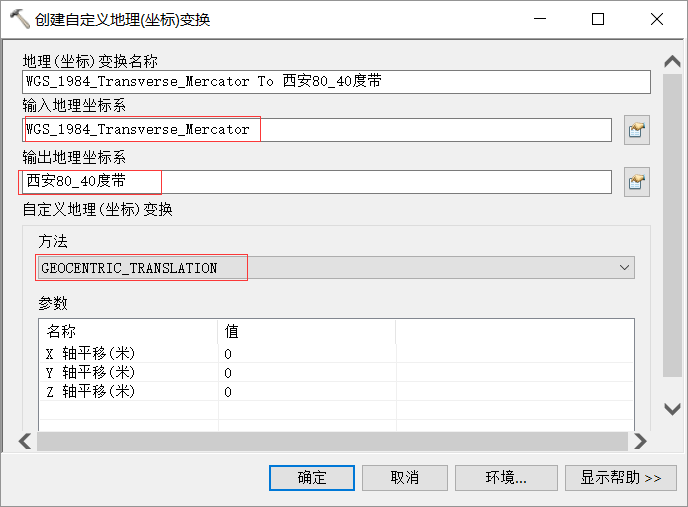 创建自定义地理(坐标)变换
地理(坐标)变换名称
WGS_1984_Transverse_Mercator To 西安80_40度带
输入地理坐标系
WGS_1984_Transverse_Mercator
输出地理坐标系
西安80_40度带
自定义地理(坐标)变换
方法
GEOCENTRIC_TRANSLATION
参数
名称 值
X 轴平移(米) 0
Y 轴平移(米) 0
Z 轴平移(米) 0
确定 取消 环境... 显示帮助 >>